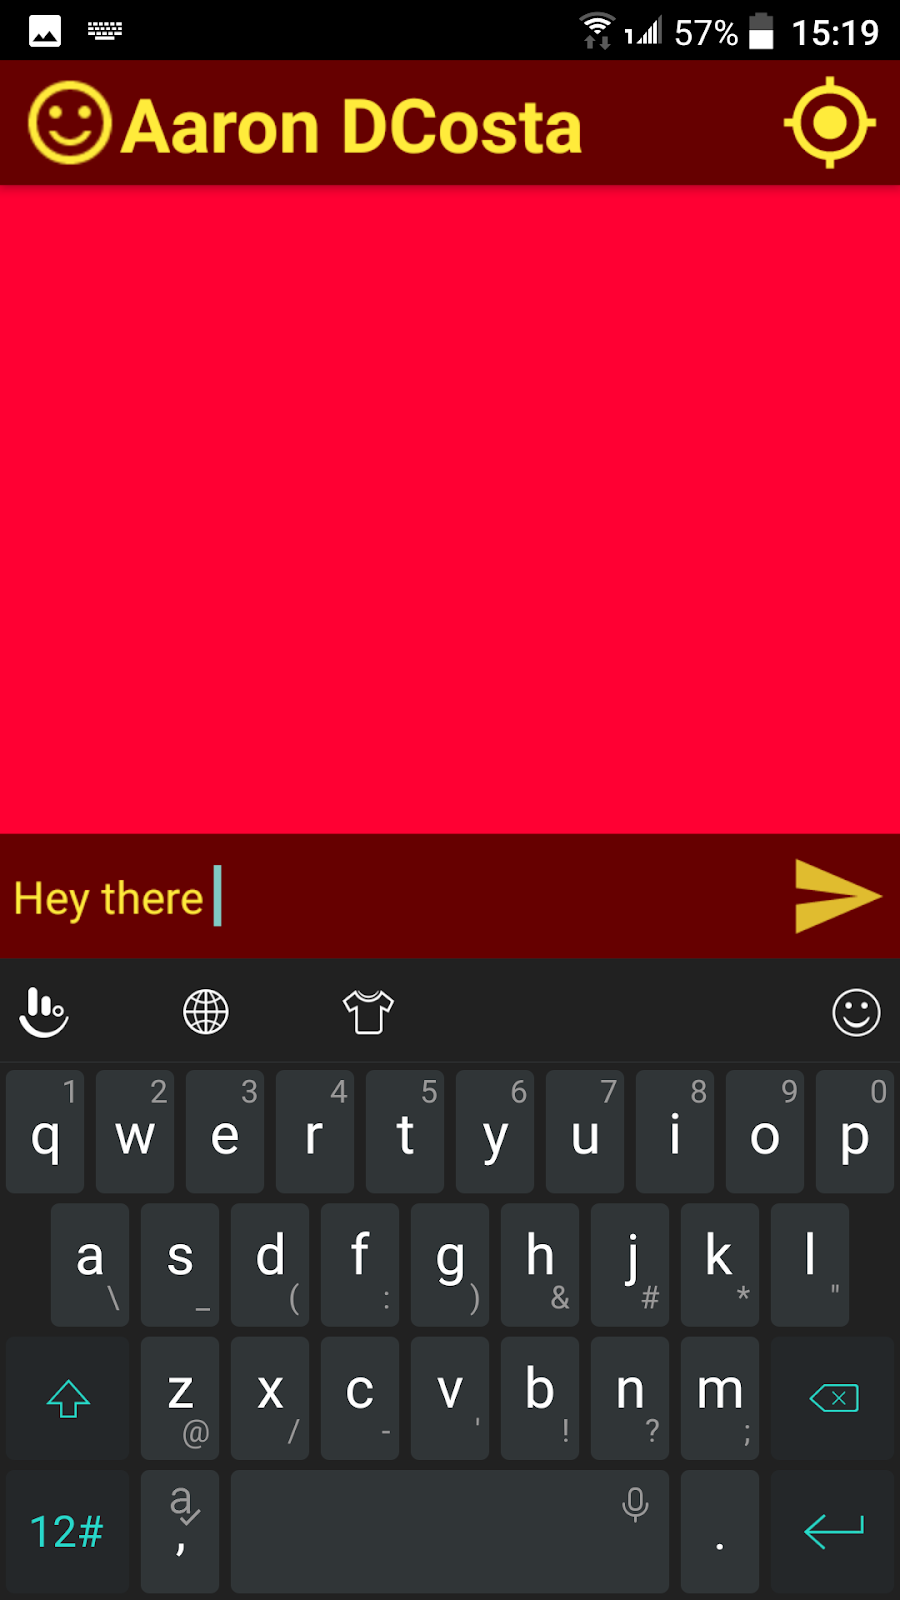 57% 15:19
Aaron DCosta
Hey there
1 2 3 4 5 6 7 8 9 0
q w e r t y u i o p
a s d f g h j k l
\ _ ( : ) & # * "
z x c v b n m
@ / - ' ! ? ;
12# a , .